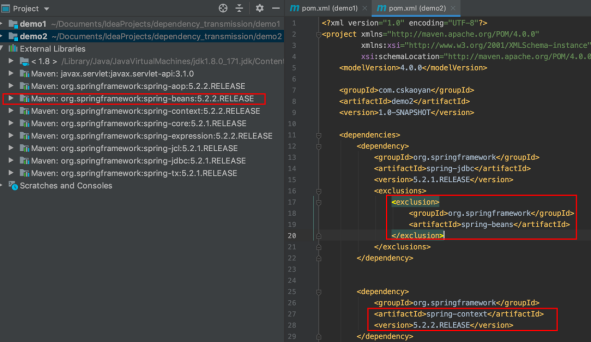 Project
demo1 ~/Documents/IdeaProjects/dependency_transmission/demo1
demo2 ~/Documents/IdeaProjects/dependency_transmission/demo2
External Libraries
< 1.8 > /Library/Java/JavaVirtualMachines/jdk1.8.0_171.jdk/Conten
Maven: javax.servlet:javax.servlet-api:3.1.0
Maven: org.springframework:spring-aop:5.2.2.RELEASE
Maven: org.springframework:spring-beans:5.2.2.RELEASE
Maven: org.springframework:spring-context:5.2.2.RELEASE
Maven: org.springframework:spring-core:5.2.1.RELEASE
Maven: org.springframework:spring-expression:5.2.2.RELEASE
Maven: org.springframework:spring-jcl:5.2.1.RELEASE
Maven: org.springframework:spring-jdbc:5.2.1.RELEASE
Maven: org.springframework:spring-tx:5.2.1.RELEASE
Scratches and Consoles
pom.xml (demo1) pom.xml (demo2)
1 <?xml version="1.0" encoding="UTF-8"?>
2 <project xmlns="http://maven.apache.org/POM/4.0.0"
3 xmlns:xsi="http://www.w3.org/2001/XMLSchema-instance"
4 xsi:schemaLocation="http://maven.apache.org/POM/4.0.0
5 <modelVersion>4.0.0</modelVersion>
6
7 <groupId>com.cskaoyan</groupId>
8 <artifactId>demo2</artifactId>
9 <version>1.0-SNAPSHOT</version>
10
11 <dependencies>
12 <dependency>
13 <groupId>org.springframework</groupId>
14 <artifactId>spring-jdbc</artifactId>
15 <version>5.2.1.RELEASE</version>
16 <exclusions>
17 <exclusion>
18 <groupId>org.springframework</groupId>
19 <artifactId>spring-beans</artifactId>
20 </exclusion>
21 </exclusions>
22 </dependency>
23
24
25 <dependency>
26 <groupId>org.springframework</groupId>
27 <artifactId>spring-context</artifactId>
28 <version>5.2.2.RELEASE</version>
29 </dependency>